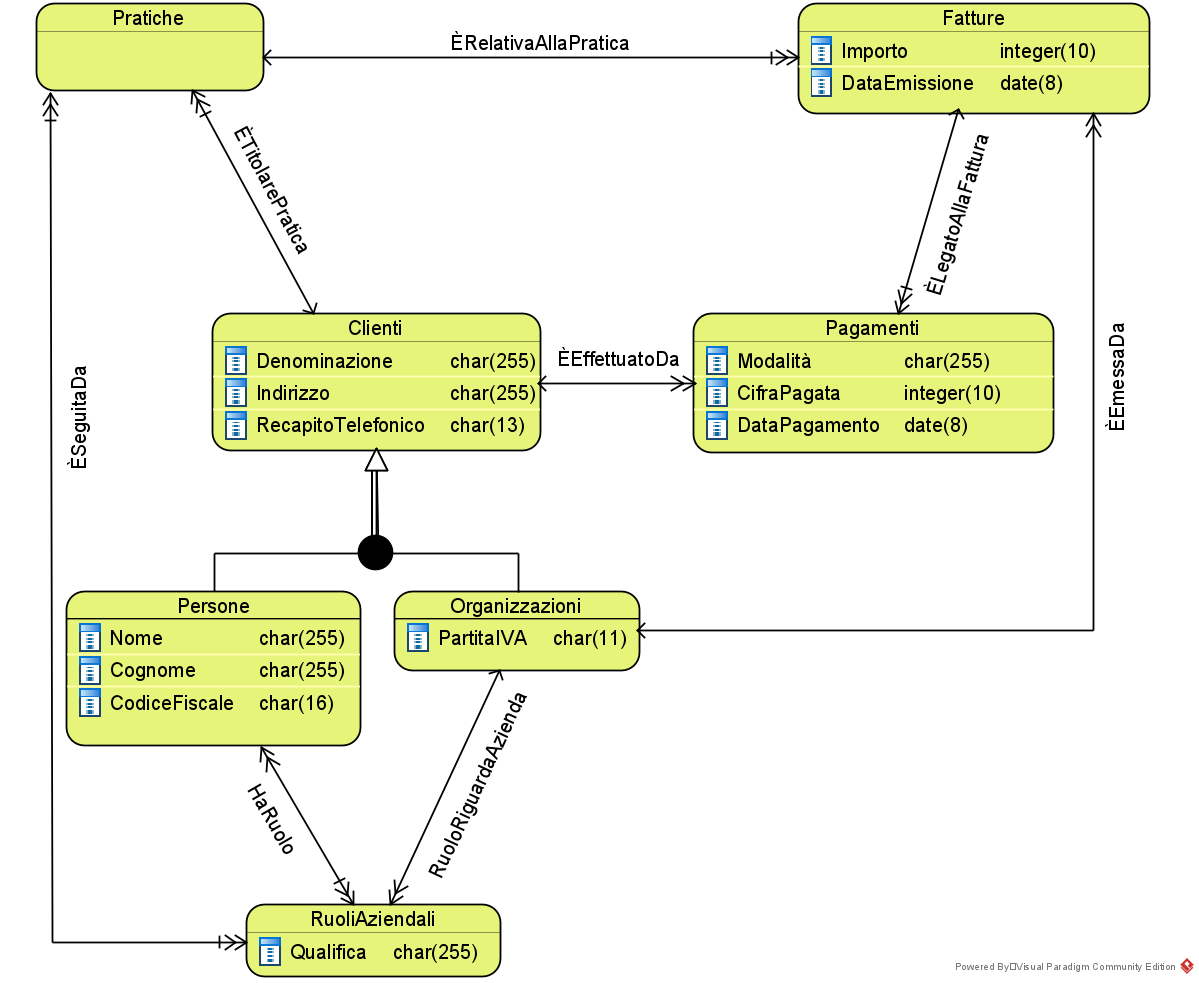 Pratiche
Fatture
ÈRelativaAllaPratica
Importo integer(10)
DataEmissione date(8)
ÈTitolarePratica
ÈLegatoAllaFattura
Clienti
Denominazione char(255)
Indirizzo char(255)
RecapitoTelefonico char(13)
ÈEffettuatoDa
Pagamenti
Modalità char(255)
CifraPagata integer(10)
DataPagamento date(8)
ÈEmessaDa
ÈSeguitaDa
Persone
Nome char(255)
Cognome char(255)
CodiceFiscale char(16)
Organizzazioni
PartitaIVA char(11)
HaRuolo
RuoloRiguardaAzienda
RuoliAziendali
Qualifica char(255)
Powered By□Visual Paradigm Community Edition